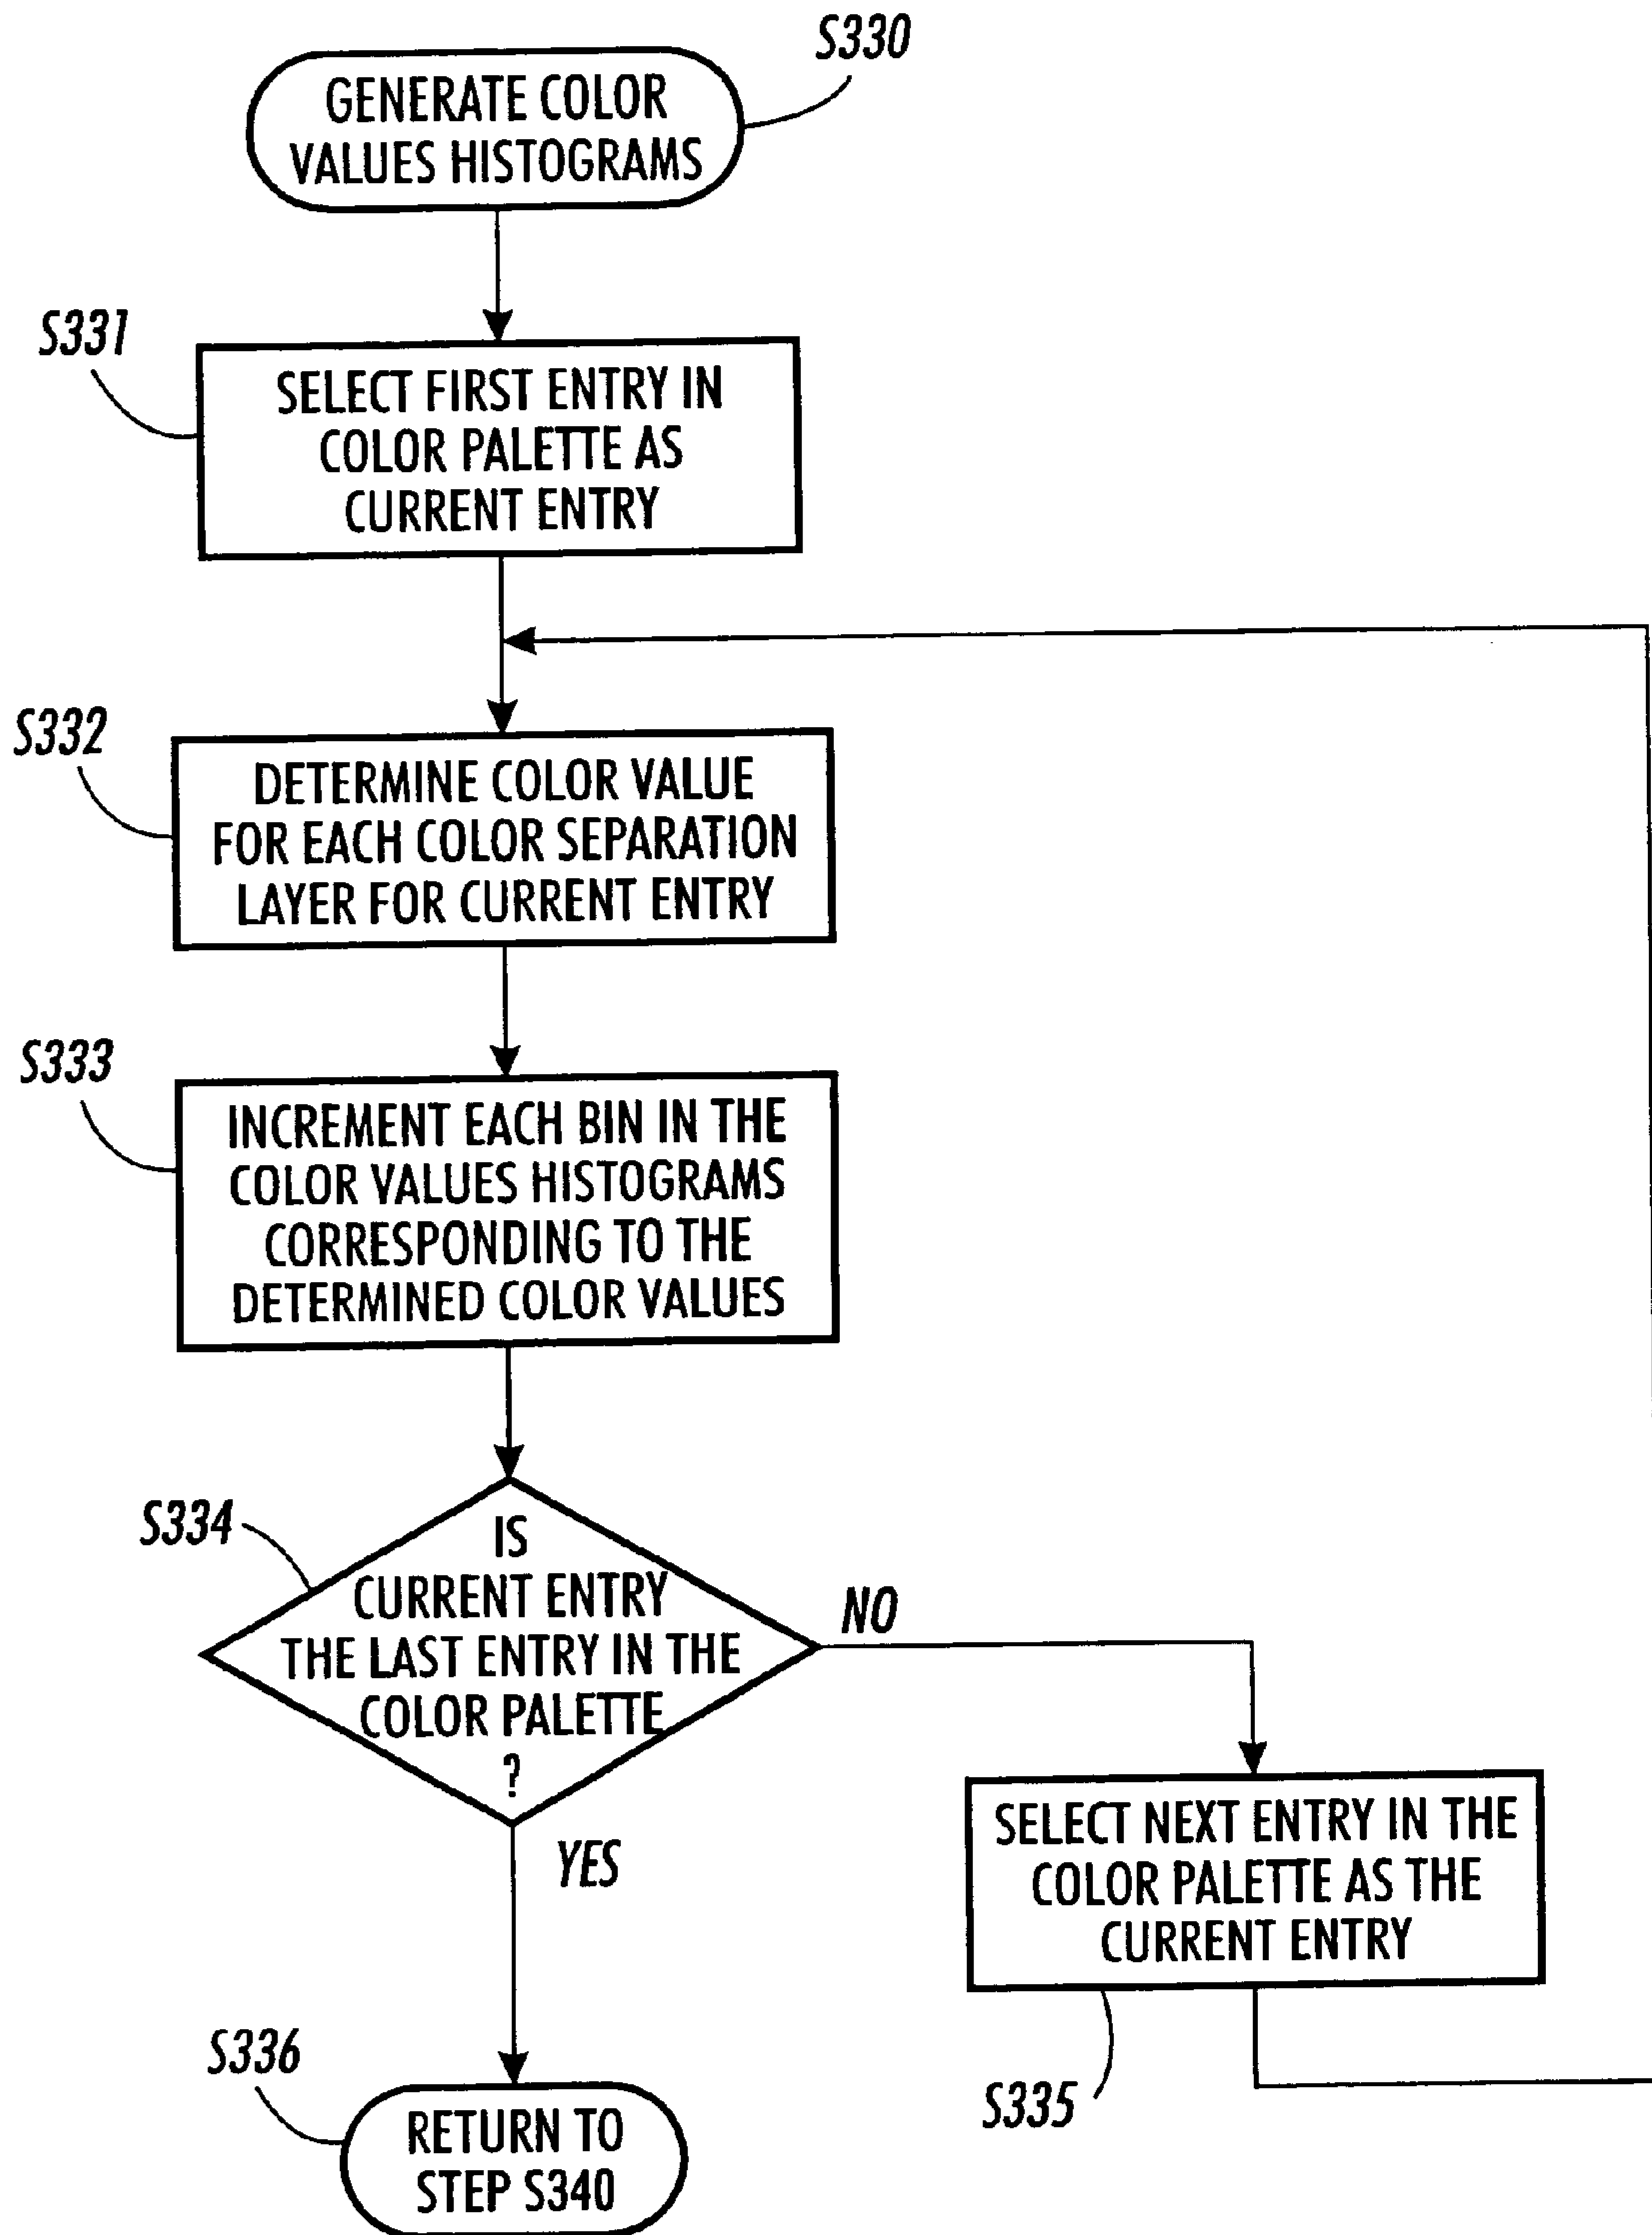 S330
GENERATE COLOR
VALUES HISTOGRAMS
S331
SELECT FIRST ENTRY IN
COLOR PALETTE AS
CURRENT ENTRY
S332
DETERMINE COLOR VALUE
FOR EACH COLOR SEPARATION
LAYER FOR CURRENT ENTRY
S333
INCREMENT EACH BIN IN THE
COLOR VALUES HISTOGRAMS
CORRESPONDING TO THE
DETERMINED COLOR VALUES
S334
IS
CURRENT ENTRY
THE LAST ENTRY IN THE
COLOR PALETTE
?
NO
YES
SELECT NEXT ENTRY IN THE
COLOR PALETTE AS THE
CURRENT ENTRY
S335
S336
RETURN TO
STEP S340